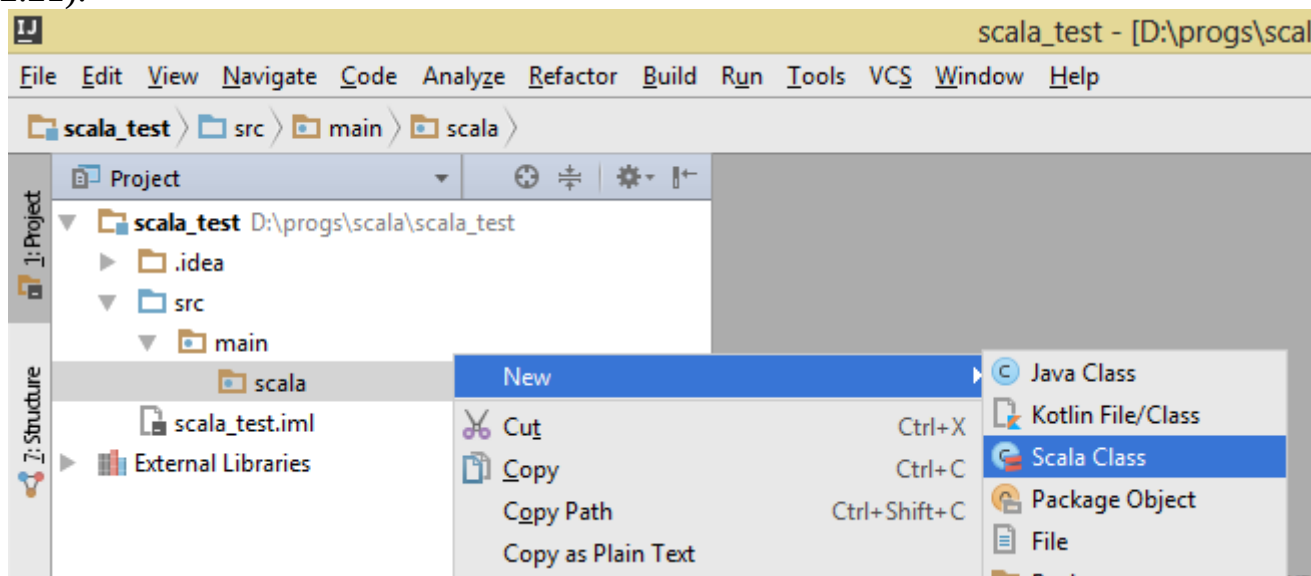 IJ
scala_test - [D:\progs\scal
File Edit View Navigate Code Analyze Refactor Build Run Tools VCS Window Help
scala_test src main scala
1: Project
7: Structure
Project
scala_test D:\progs\scala\scala_test
.idea
src
main
scala
scala_test.iml
External Libraries
New
Cut Ctrl+X
Copy Ctrl+C
Copy Path Ctrl+Shift+C
Copy as Plain Text
Java Class
Kotlin File/Class
Scala Class
Package Object
File